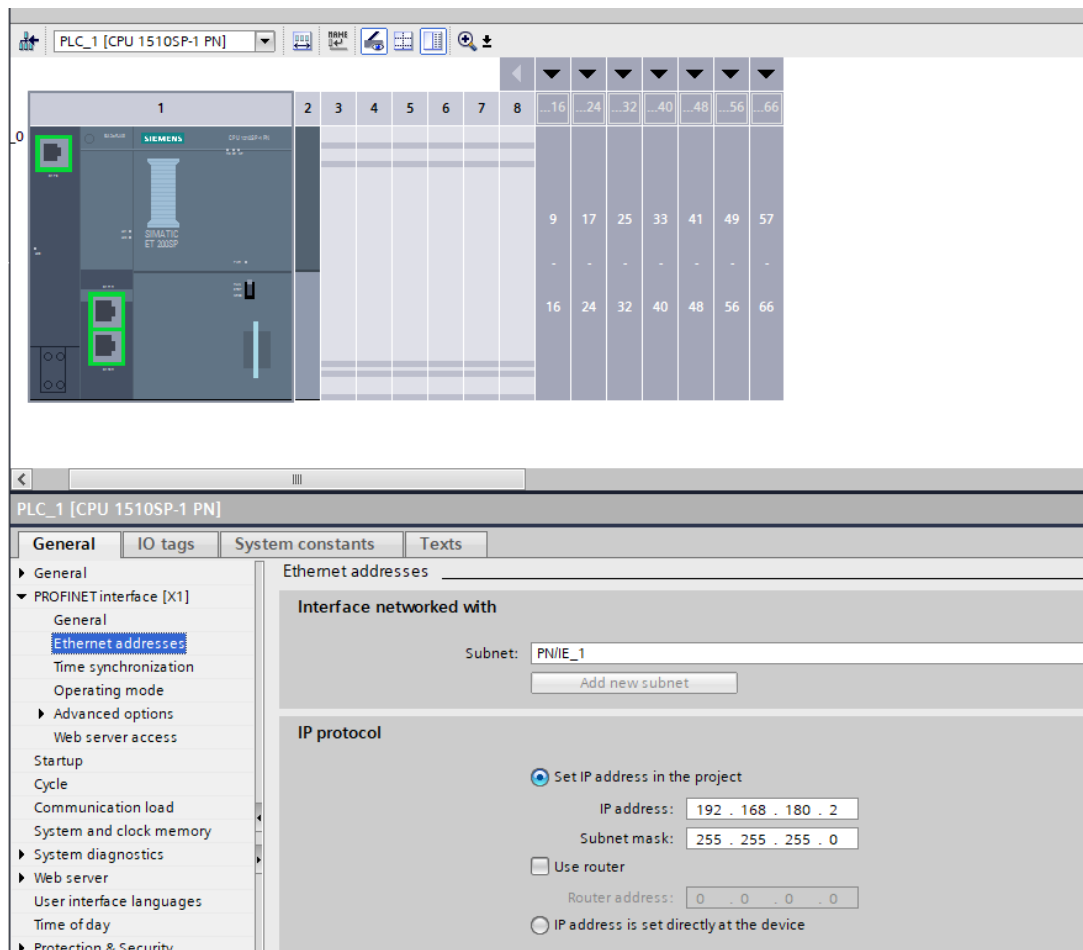 PLC_1 [CPU 1510SP-1 PN]
NAME
1 2 3 4 5 6 7 8 ...16 ...24 ...32 ...40 ...48 ...56 ...66
_0
SIEMENS
SIMATIC
ET 200SP
9 17 25 33 41 49 57
- - - - - - -
16 24 32 40 48 56 66
PLC_1 [CPU 1510SP-1 PN]
General IO tags System constants Texts
General
PROFINET interface [X1]
General
Ethernet addresses
Time synchronization
Operating mode
Advanced options
Web server access
Startup
Cycle
Communication load
System and clock memory
System diagnostics
Web server
User interface languages
Time of day
Protection & Security
Ethernet addresses
Interface networked with
Subnet: PN/IE_1
Add new subnet
IP protocol
Set IP address in the project
IP address: 192 . 168 . 180 . 2
Subnet mask: 255 . 255 . 255 . 0
Use router
Router address: 0 . 0 . 0 . 0
IP address is set directly at the device